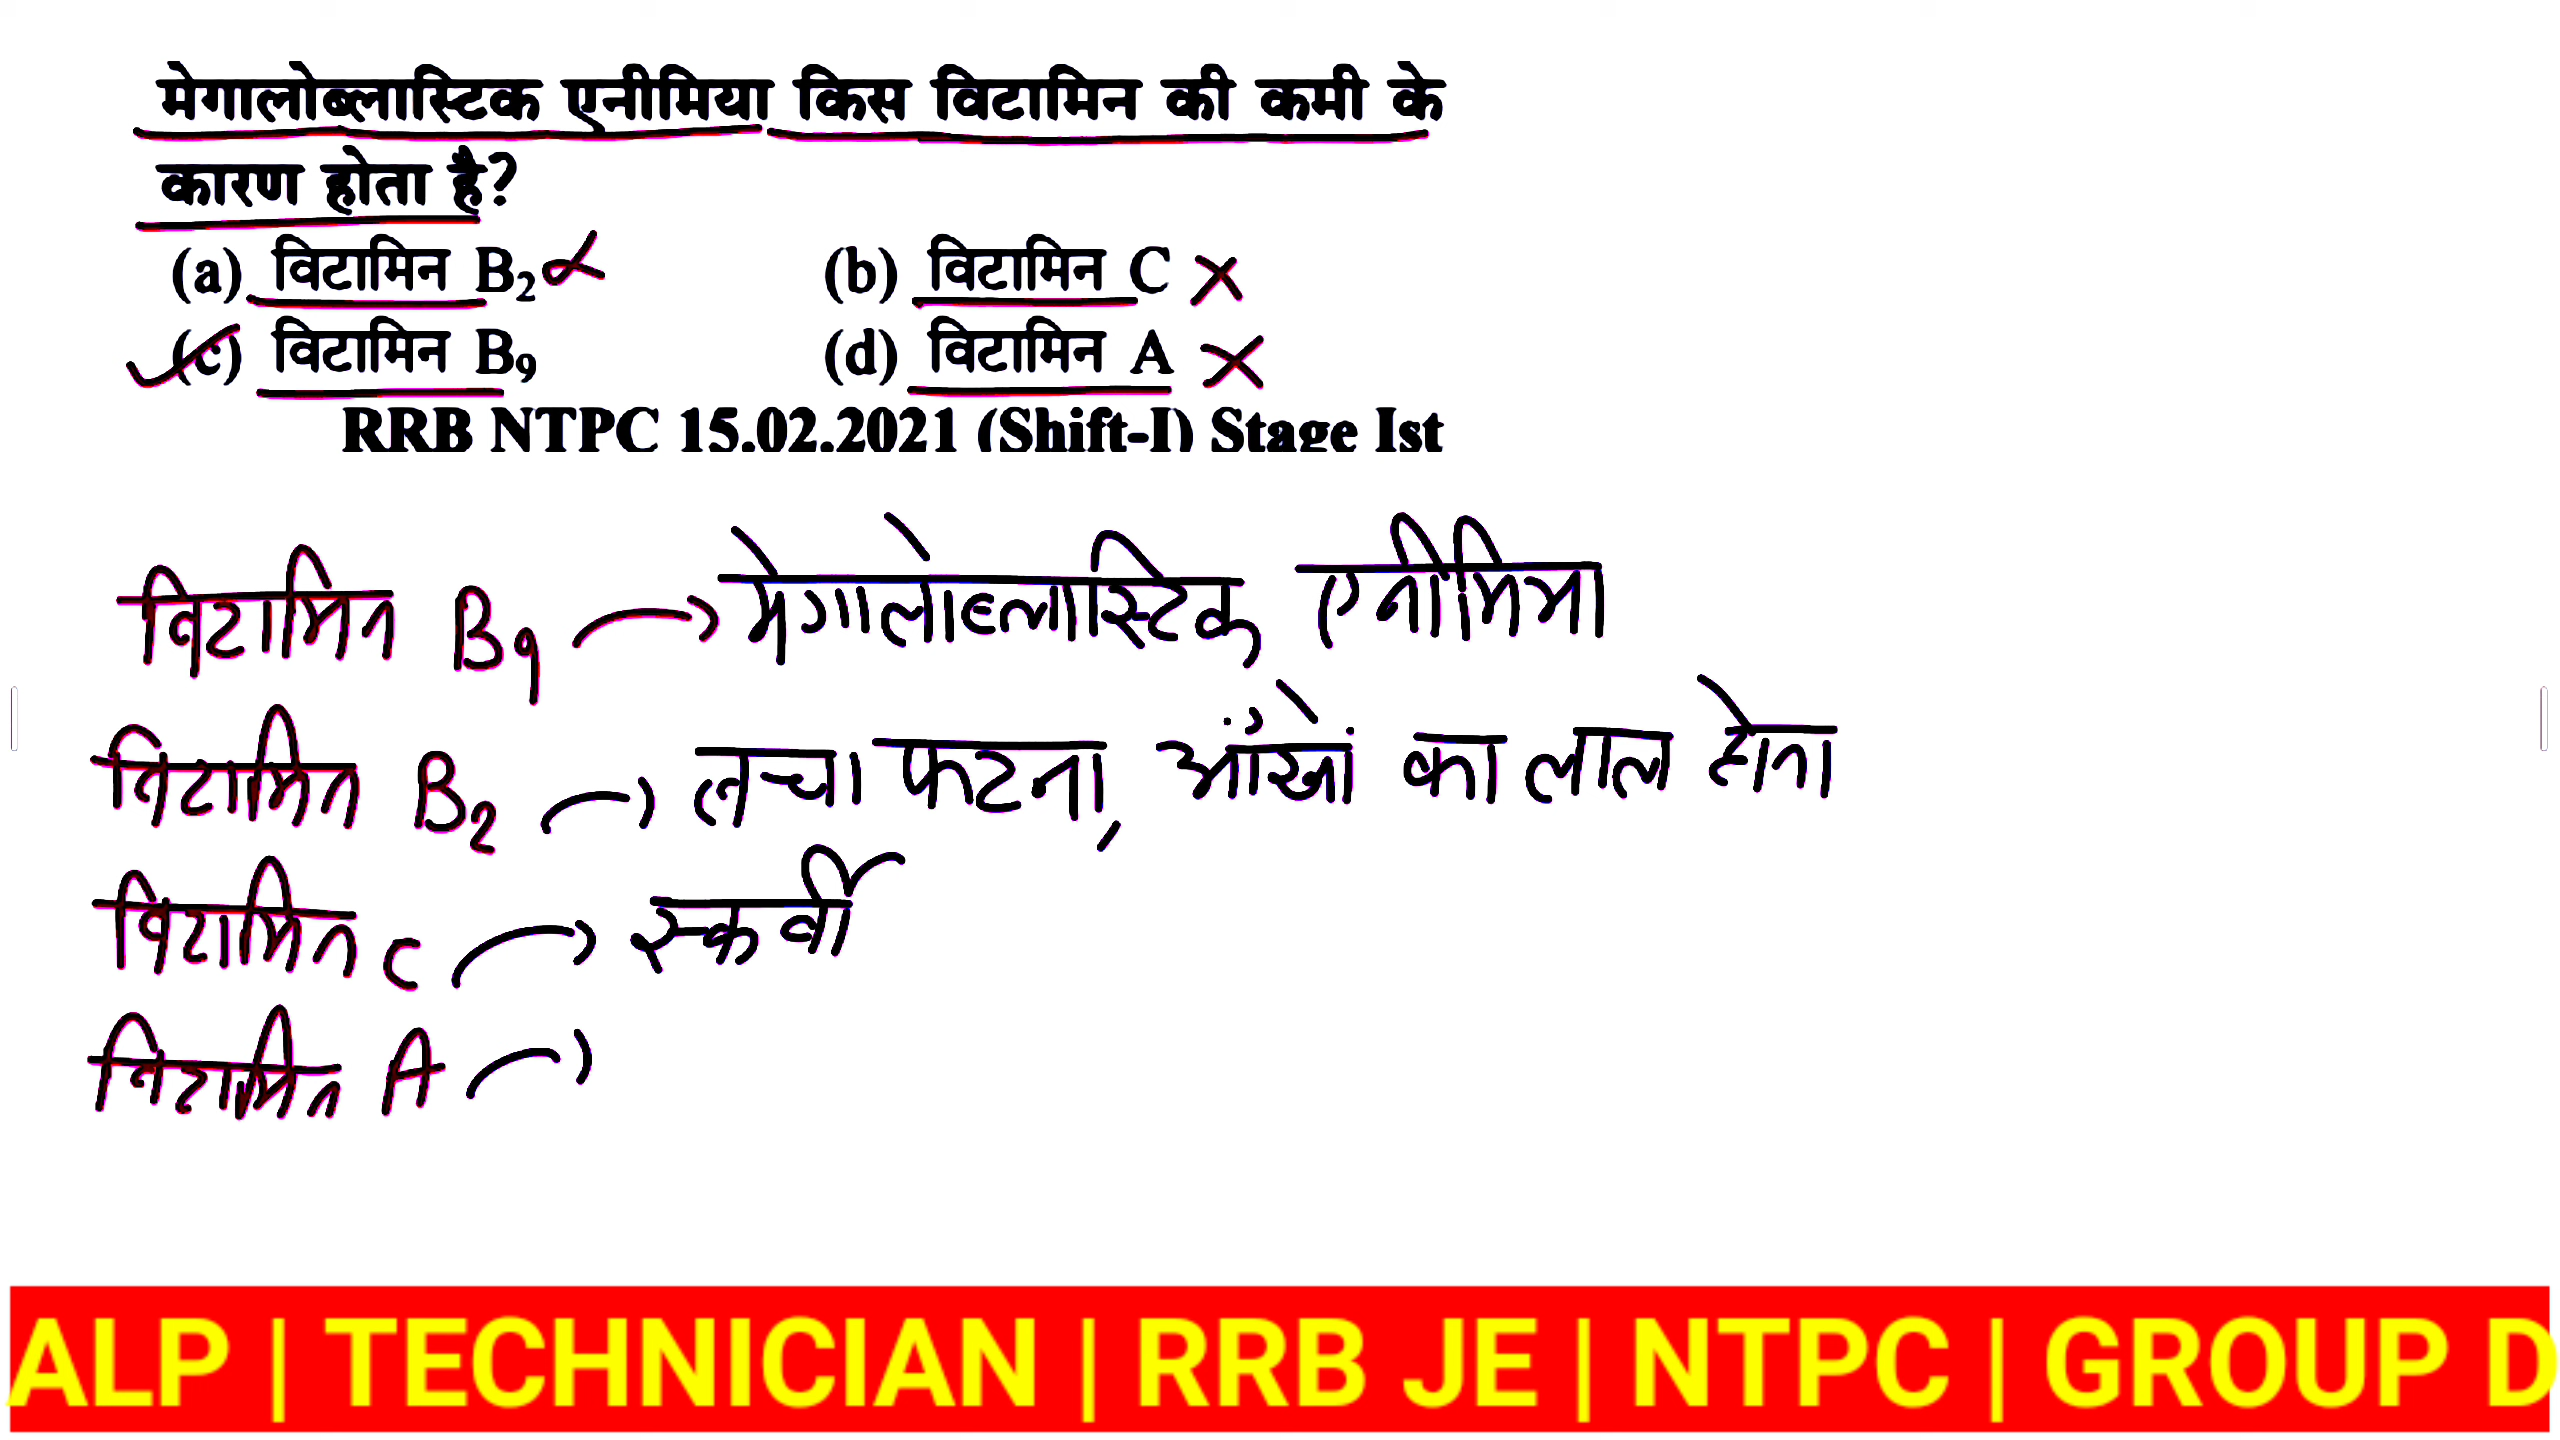 मेगालोब्लास्टिक एनीमिया किस विटामिन की कमी के
कारण होता है?
(a) विटामिन B₂ (b) विटामिन C
(c) विटामिन B₉ (d) विटामिन A
RRB NTPC 15.02.2021 (Shift-I) Stage Ist
विटामिन B9 → मेगालोब्लास्टिक एनीमिया
विटामिन B2 → त्वचा फटना, आँखों का लाल होना
विटामिन C → स्कर्वी
विटामिन A →
ALP | TECHNICIAN | RRB JE | NTPC | GROUP D